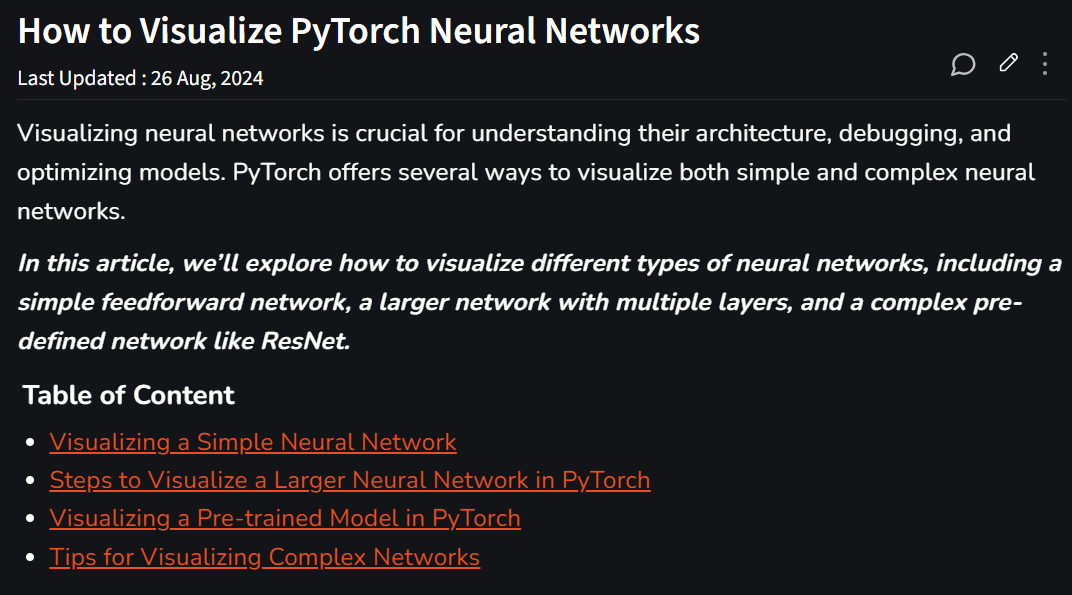 How to Visualize PyTorch Neural Networks
Last Updated : 26 Aug, 2024
Visualizing neural networks is crucial for understanding their architecture, debugging, and
optimizing models. PyTorch offers several ways to visualize both simple and complex neural
networks.
In this article, we’ll explore how to visualize different types of neural networks, including a
simple feedforward network, a larger network with multiple layers, and a complex pre-
defined network like ResNet.
Table of Content
Visualizing a Simple Neural Network
Steps to Visualize a Larger Neural Network in PyTorch
Visualizing a Pre-trained Model in PyTorch
Tips for Visualizing Complex Networks